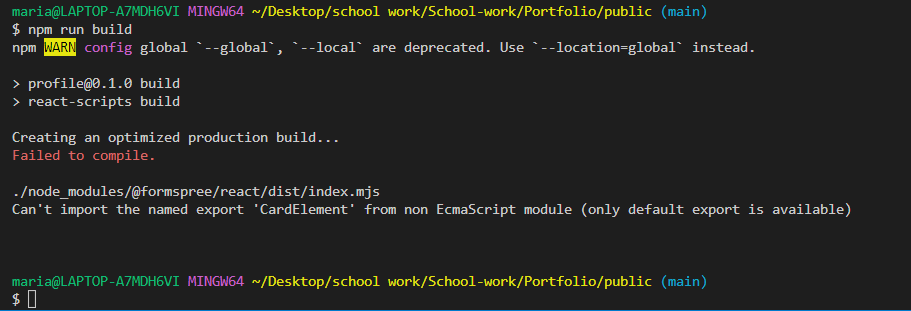 maria@LAPTOP-A7MDH6VI MINGW64 ~/Desktop/school work/School-work/Portfolio/public (main)
$ npm run build
npm WARN config global `--global`, `--local` are deprecated. Use `--location=global` instead.
> profile@0.1.0 build
> react-scripts build
Creating an optimized production build...
Failed to compile.
./node_modules/@formspree/react/dist/index.mjs
Can't import the named export 'CardElement' from non EcmaScript module (only default export is available)
maria@LAPTOP-A7MDH6VI MINGW64 ~/Desktop/school work/School-work/Portfolio/public (main)
$